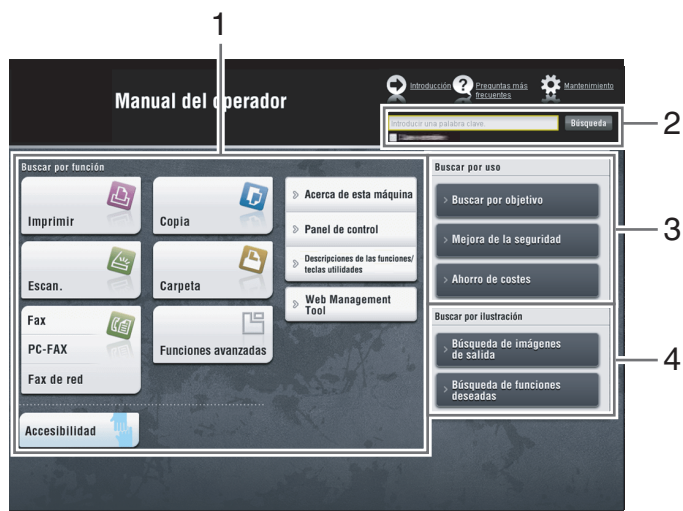 1
Manual del operador
Introducción
Preguntas más
frecuentes
Mantenimiento
Introducir una palabra clave
Búsqueda
2
Buscar por función
Imprimir
Copia
Escan.
Carpeta
Fax
PC-FAX
Fax de red
Funciones avanzadas
Accesibilidad
Acerca de esta máquina
Panel de control
Descripciones de las funciones/
teclas utilidades
Web Management
Tool
Buscar por uso
Buscar por objetivo
Mejora de la seguridad
Ahorro de costes
3
Buscar por ilustración
Búsqueda de imágenes
de salida
Búsqueda de funciones
deseadas
4